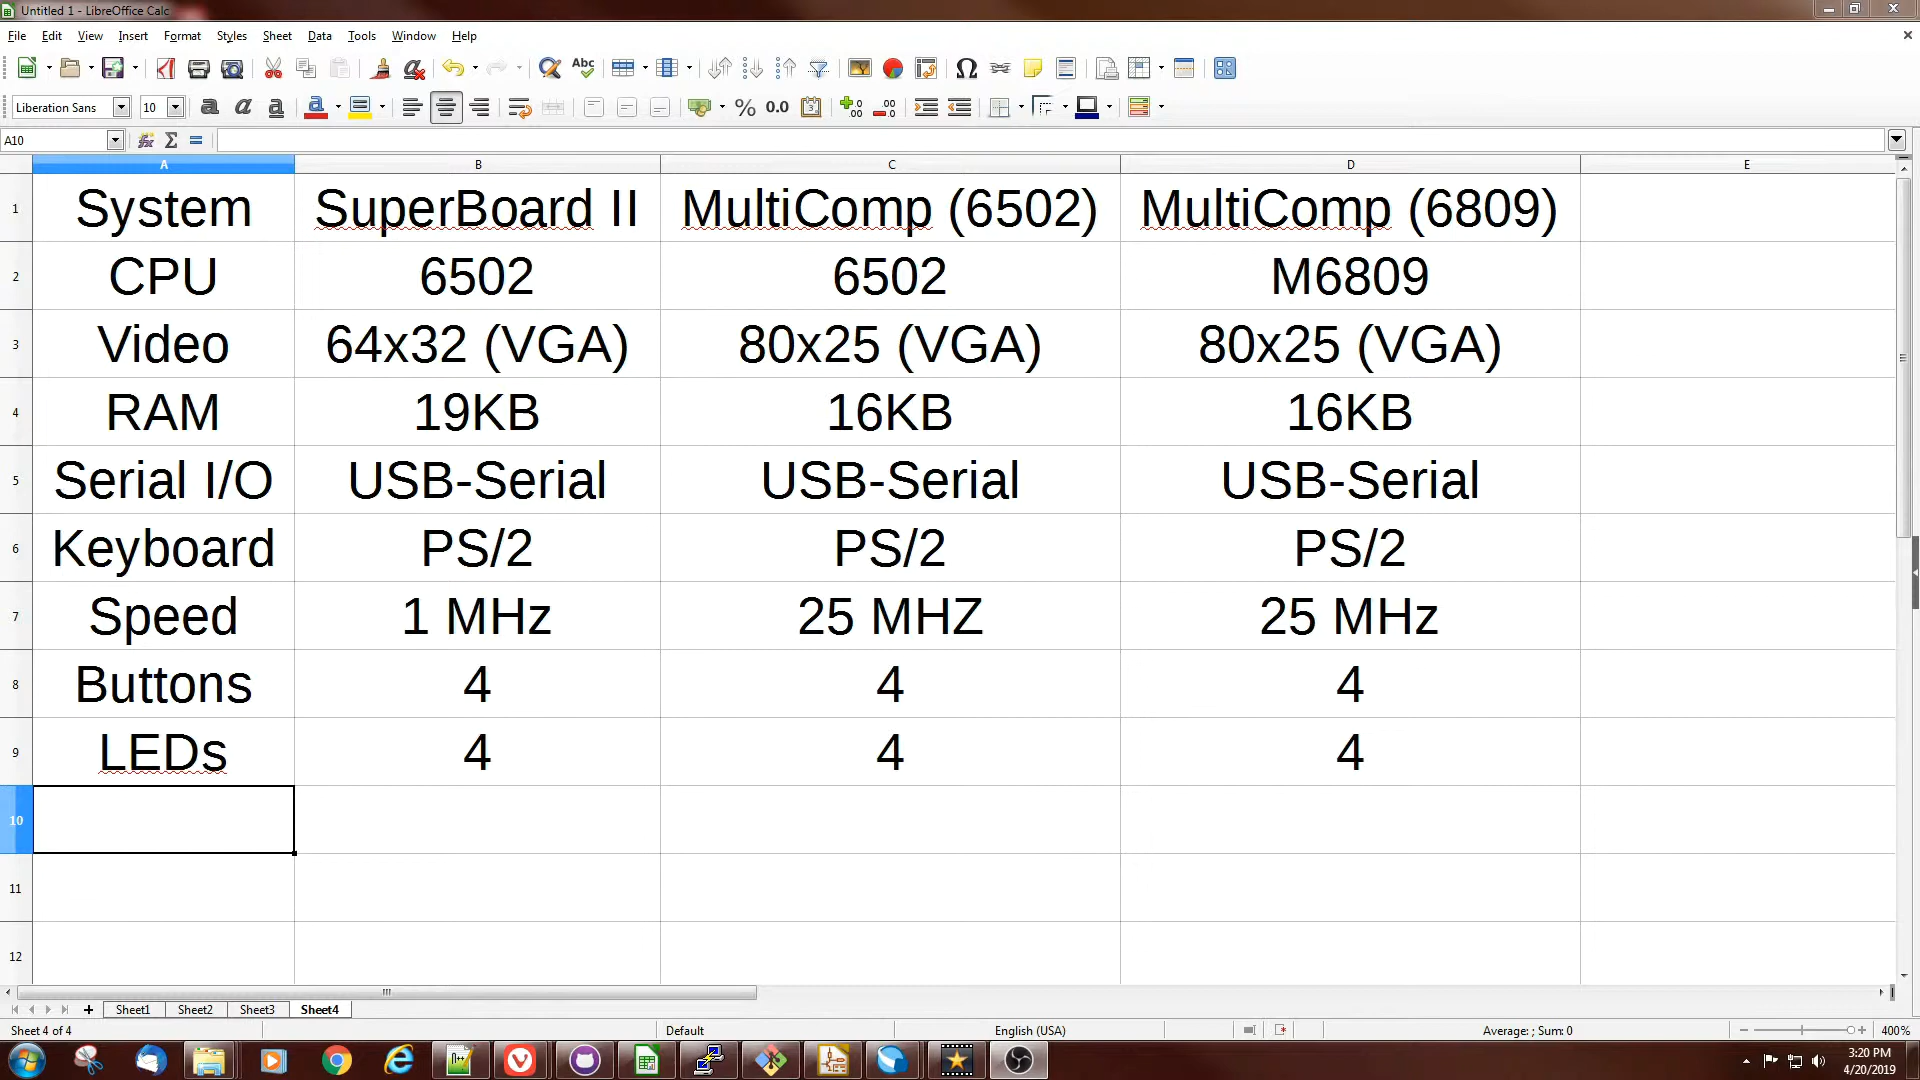 Untitled 1 - LibreOffice Calc
File Edit View Insert Format Styles Sheet Data Tools Window Help
Liberation Sans 10
A10
A B C D E
1 System SuperBoard II MultiComp (6502) MultiComp (6809)
2 CPU 6502 6502 M6809
3 Video 64x32 (VGA) 80x25 (VGA) 80x25 (VGA)
4 RAM 19KB 16KB 16KB
5 Serial I/O USB-Serial USB-Serial USB-Serial
6 Keyboard PS/2 PS/2 PS/2
7 Speed 1 MHz 25 MHZ 25 MHz
8 Buttons 4 4 4
9 LEDs 4 4 4
10
11
12
Sheet1 Sheet2 Sheet3 Sheet4
Sheet 4 of 4 Default English (USA) Average: ; Sum: 0 400%
3:20 PM
4/20/2019